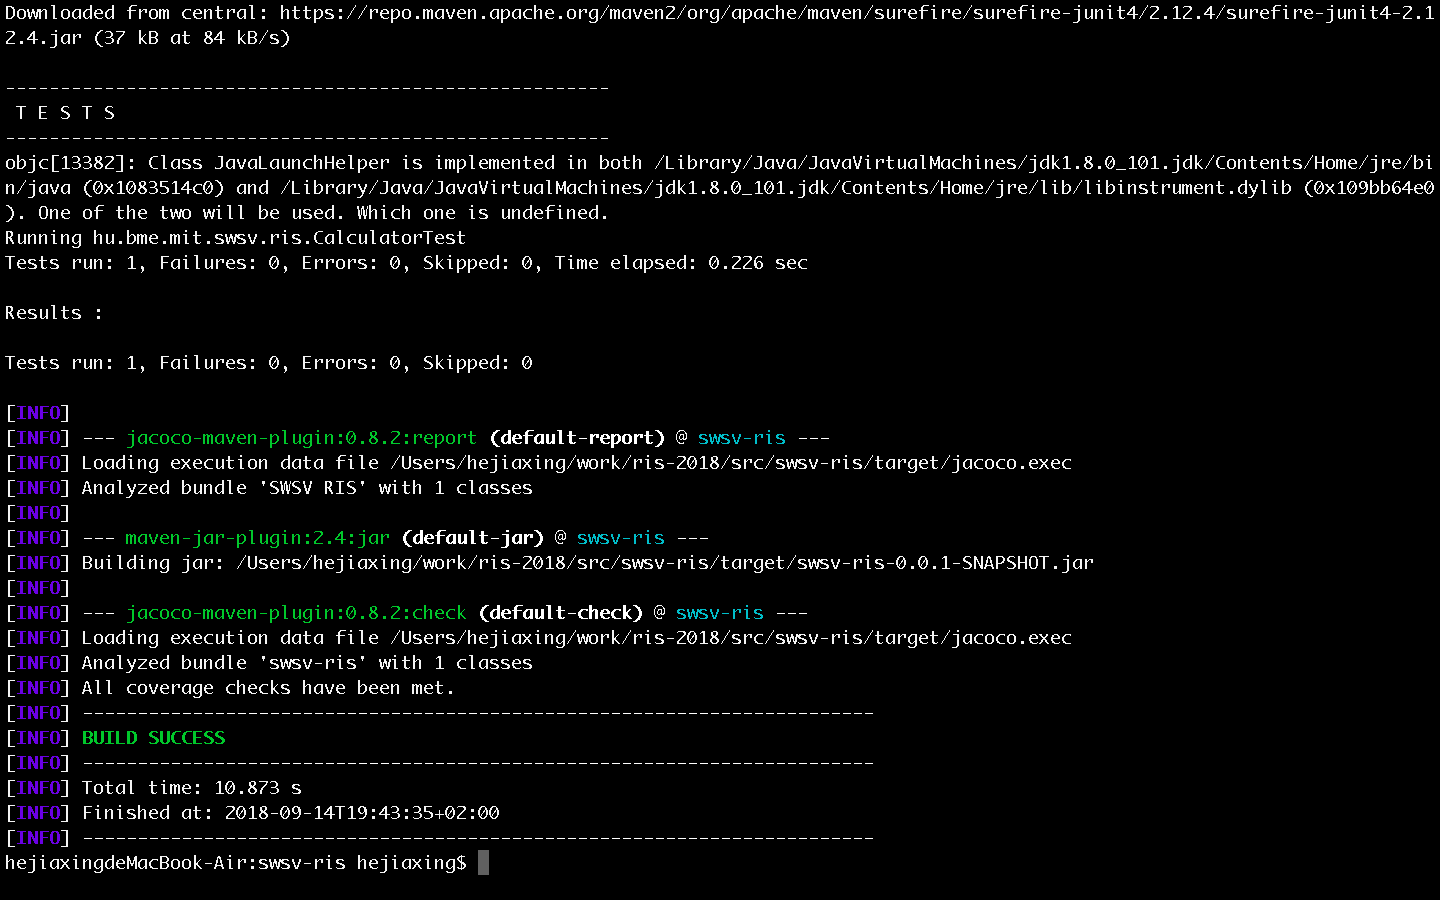 Downloaded from central: https://repo.maven.apache.org/maven2/org/apache/maven/surefire/surefire-junit4/2.12.4/surefire-junit4-2.1
2.4.jar (37 kB at 84 kB/s)
-------------------------------------------------------
T E S T S
-------------------------------------------------------
objc[13382]: Class JavaLaunchHelper is implemented in both /Library/Java/JavaVirtualMachines/jdk1.8.0_101.jdk/Contents/Home/jre/bi
n/java (0x1083514c0) and /Library/Java/JavaVirtualMachines/jdk1.8.0_101.jdk/Contents/Home/jre/lib/libinstrument.dylib (0x109bb64e0
). One of the two will be used. Which one is undefined.
Running hu.bme.mit.swsv.ris.CalculatorTest
Tests run: 1, Failures: 0, Errors: 0, Skipped: 0, Time elapsed: 0.226 sec
Results :
Tests run: 1, Failures: 0, Errors: 0, Skipped: 0
[INFO]
[INFO] --- jacoco-maven-plugin:0.8.2:report (default-report) @ swsv-ris ---
[INFO] Loading execution data file /Users/hejiaxing/work/ris-2018/src/swsv-ris/target/jacoco.exec
[INFO] Analyzed bundle 'SWSV RIS' with 1 classes
[INFO]
[INFO] --- maven-jar-plugin:2.4:jar (default-jar) @ swsv-ris ---
[INFO] Building jar: /Users/hejiaxing/work/ris-2018/src/swsv-ris/target/swsv-ris-0.0.1-SNAPSHOT.jar
[INFO]
[INFO] --- jacoco-maven-plugin:0.8.2:check (default-check) @ swsv-ris ---
[INFO] Loading execution data file /Users/hejiaxing/work/ris-2018/src/swsv-ris/target/jacoco.exec
[INFO] Analyzed bundle 'swsv-ris' with 1 classes
[INFO] All coverage checks have been met.
[INFO] ------------------------------------------------------------------------
[INFO] BUILD SUCCESS
[INFO] ------------------------------------------------------------------------
[INFO] Total time: 10.873 s
[INFO] Finished at: 2018-09-14T19:43:35+02:00
[INFO] ------------------------------------------------------------------------
hejiaxingdeMacBook-Air:swsv-ris hejiaxing$